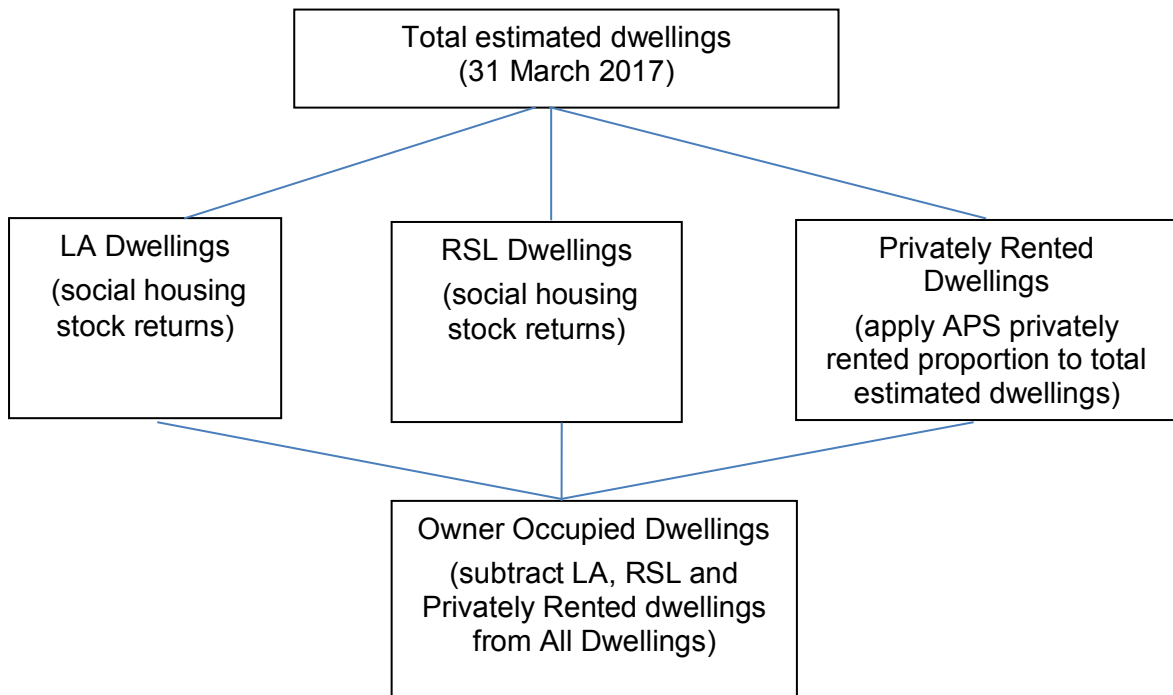 Total estimated dwellings
(31 March 2017)
LA Dwellings
(social housing
stock returns)
RSL Dwellings
(social housing
stock returns)
Privately Rented
Dwellings
(apply APS privately
rented proportion to total
estimated dwellings)
Owner Occupied Dwellings
(subtract LA, RSL and
Privately Rented dwellings
from All Dwellings)